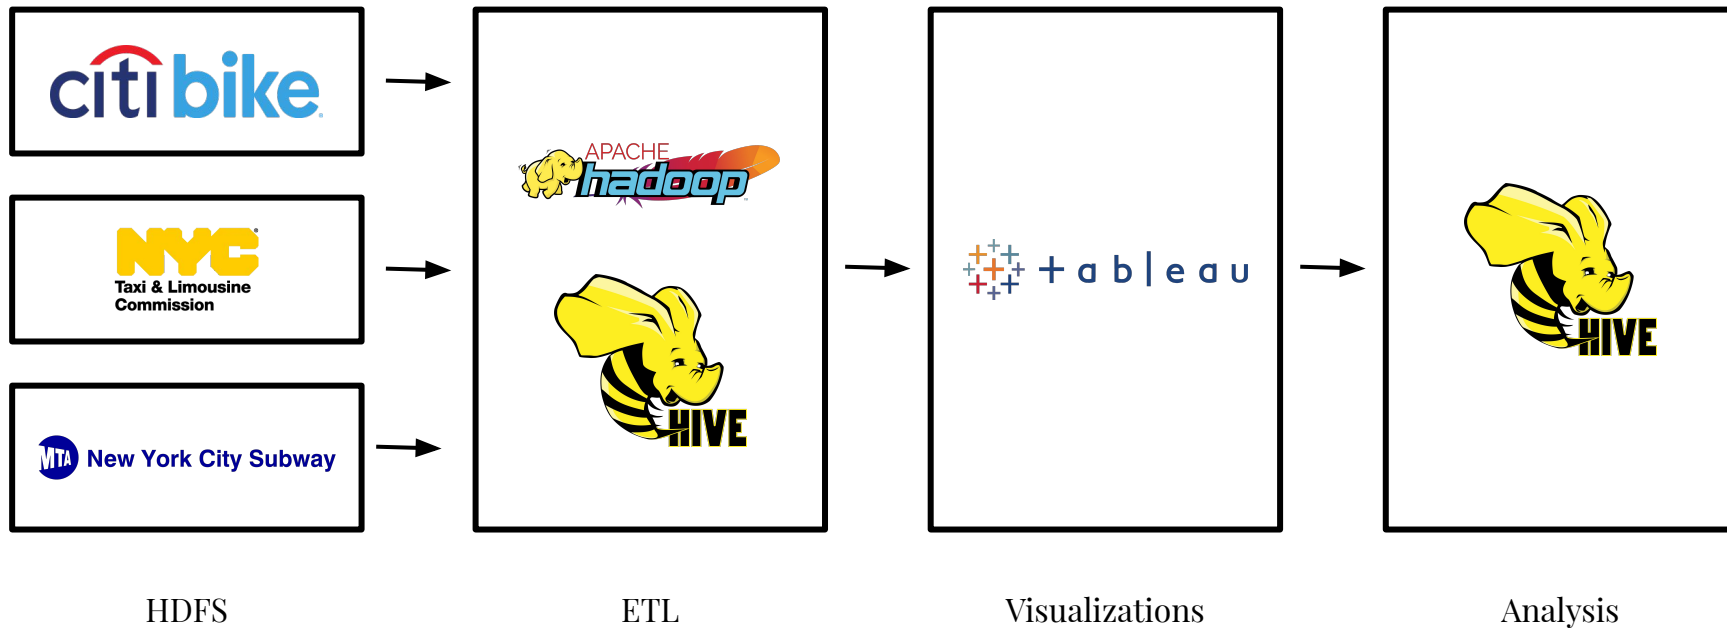 citi bike
NYC
Taxi & Limousine
Commission
MTA New York City Subway
APACHE
hadoop
HIVE
+ableau
HIVE
HDFS
ETL
Visualizations
Analysis